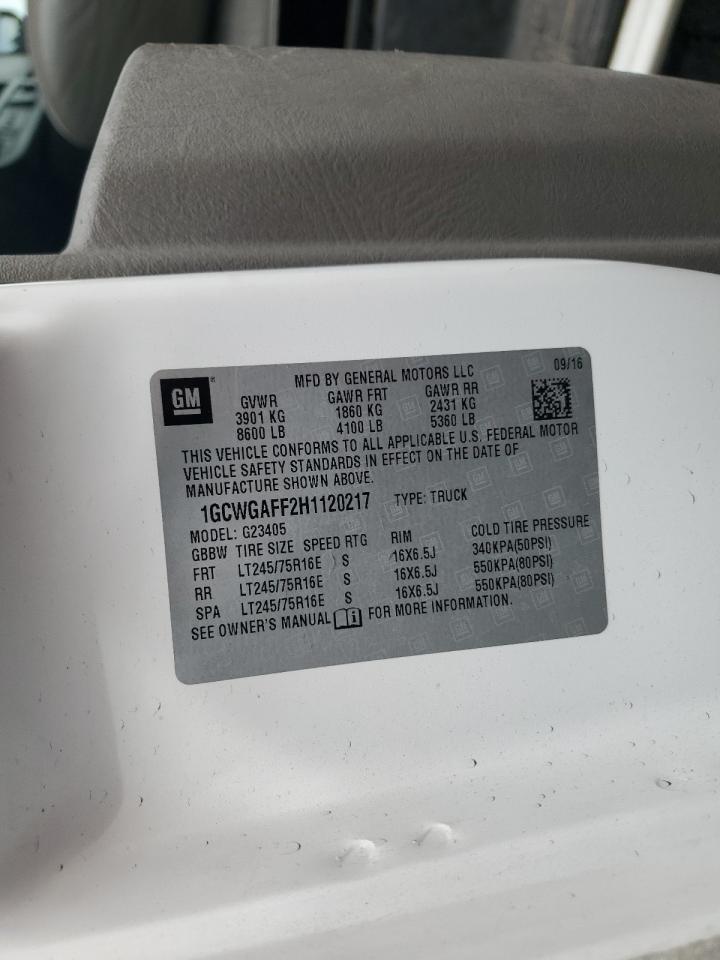 GM
®
MFD BY GENERAL MOTORS LLC 09/16
GVWR GAWR FRT GAWR RR
3901 KG 1860 KG 2431 KG
8600 LB 4100 LB 5360 LB
THIS VEHICLE CONFORMS TO ALL APPLICABLE U.S. FEDERAL MOTOR
VEHICLE SAFETY STANDARDS IN EFFECT ON THE DATE OF
MANUFACTURE SHOWN ABOVE.
1GCWGAFF2H1120217 TYPE: TRUCK
MODEL: G23405
GBBW TIRE SIZE SPEED RTG RIM COLD TIRE PRESSURE
FRT LT245/75R16E S 16X6.5J 340KPA(50PSI)
RR LT245/75R16E S 16X6.5J 550KPA(80PSI)
SPA LT245/75R16E S 16X6.5J 550KPA(80PSI)
SEE OWNER'S MANUAL FOR MORE INFORMATION.